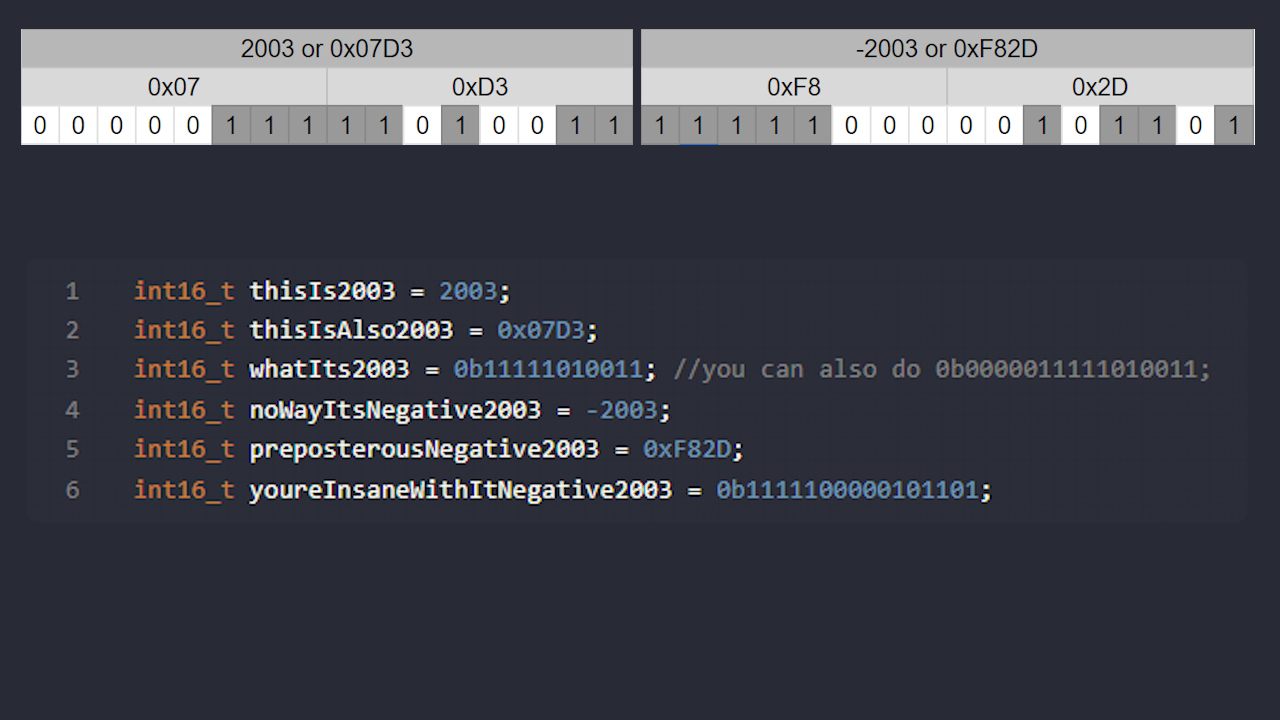 2003 or 0x07D3 -2003 or 0xF82D
0x07 0xD3 0xF8 0x2D
0 0 0 0 0 1 1 1 1 1 0 1 0 0 1 1 1 1 1 1 1 0 0 0 0 0 1 0 1 1 0 1
1 int16_t thisIs2003 = 2003;
2 int16_t thisIsAlso2003 = 0x07D3;
3 int16_t whatIts2003 = 0b11111010011; //you can also do 0b0000011111010011;
4 int16_t noWayItsNegative2003 = -2003;
5 int16_t preposterousNegative2003 = 0xF82D;
6 int16_t youreInsaneWithItNegative2003 = 0b1111100000101101;